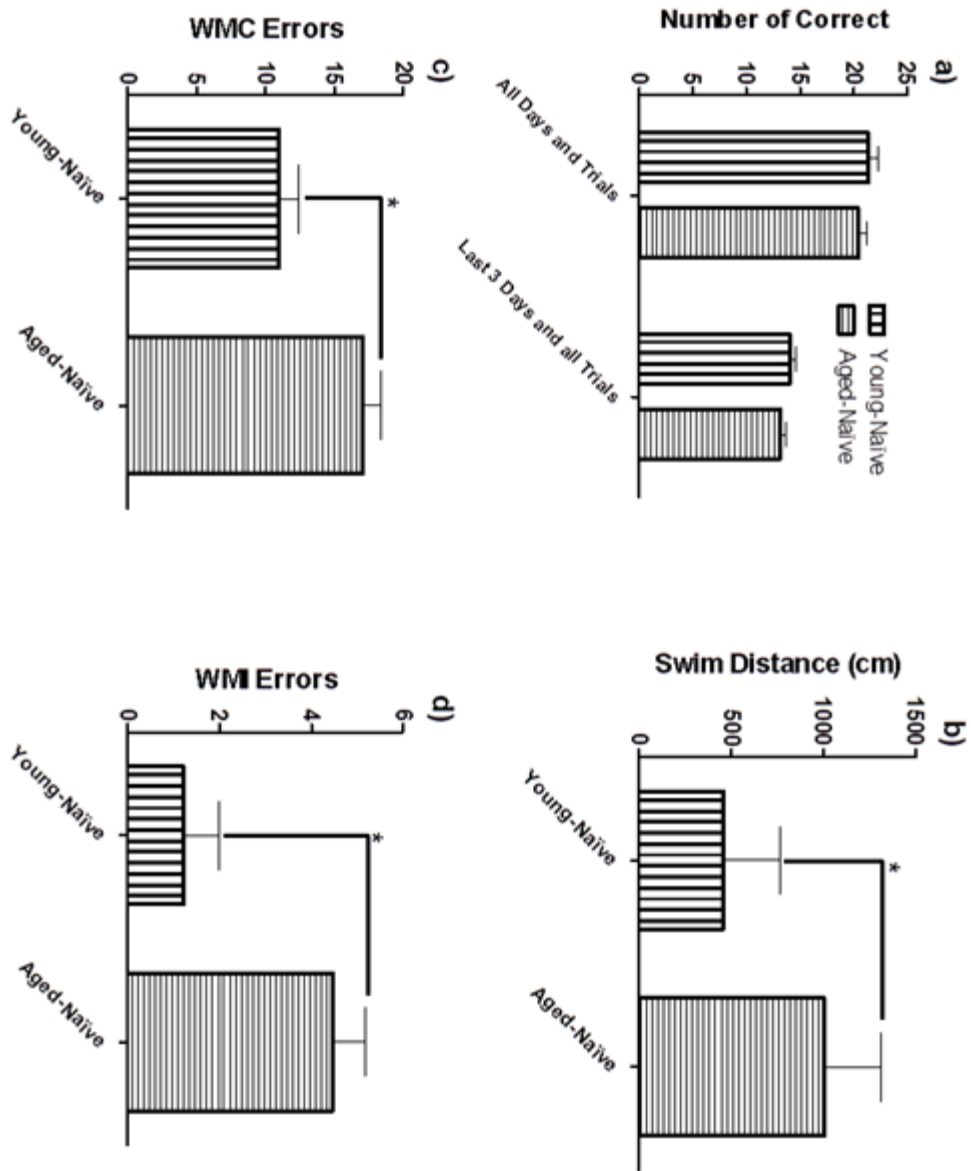 a)
Number of Correct
25
20
15
10
5
0
All Days and Trials
Last 3 Days and all Trials
Young-Naïve
Aged-Naïve
b)
Swim Distance (cm)
1500
1000
500
0
*
Young-Naïve
Aged-Naïve
c)
WMC Errors
20
15
10
5
0
*
Young-Naïve
Aged-Naïve
d)
WMI Errors
6
4
2
0
*
Young-Naïve
Aged-Naïve